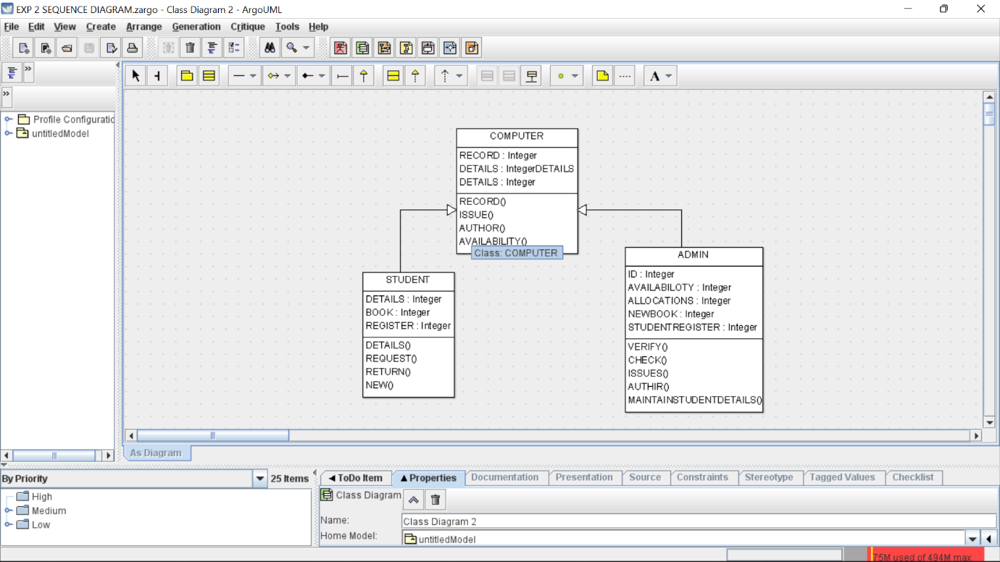 EXP 2 SEQUENCE DIAGRAM.zargo - Class Diagram 2 - ArgoUML
File Edit View Create Arrange Generation Critique Tools Help
A
Profile Configuratio
untitledModel
COMPUTER
RECORD : Integer
DETAILS : IntegerDETAILS
DETAILS : Integer
RECORD()
ISSUE()
AUTHOR()
AVAILABILITY()
Class: COMPUTER
STUDENT
DETAILS : Integer
BOOK : Integer
REGISTER : Integer
DETAILS()
REQUEST()
RETURN()
NEW()
ADMIN
ID : Integer
AVAILABILOTY : Integer
ALLOCATIONS : Integer
NEWBOOK : Integer
STUDENTREGISTER : Integer
VERIFY()
CHECK()
ISSUES()
AUTHIR()
MAINTAINSTUDENTDETAILS()
As Diagram
By Priority 25 Items
High
Medium
Low
ToDo Item Properties Documentation Presentation Source Constraints Stereotype Tagged Values Checklist
Class Diagram
Name: Class Diagram 2
Home Model: untitledModel
75M used of 494M max